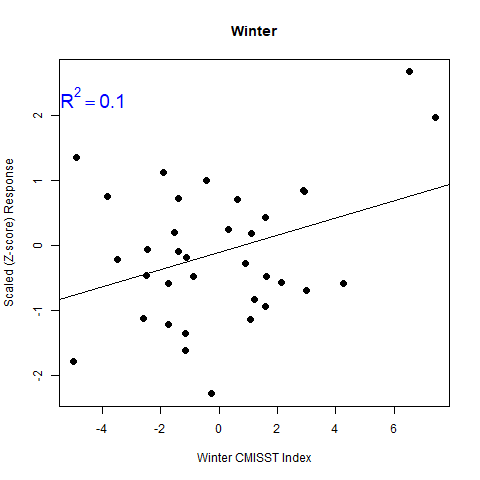 Winter
R² = 0.1
Scaled (Z-score) Response
2
1
0
-1
-2
-4 -2 0 2 4 6
Winter CMISST Index